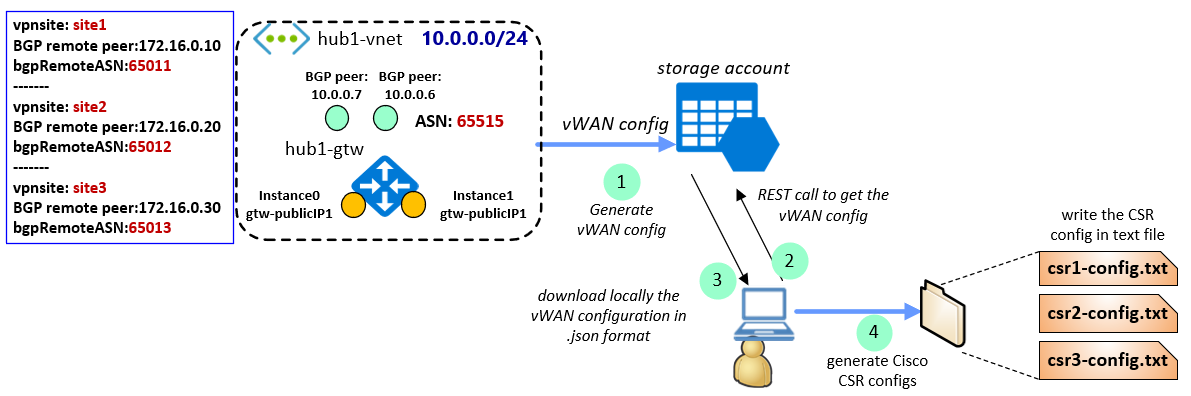 vpnsite: site1
BGP remote peer:172.16.0.10
bgpRemoteASN:65011
-------
vpnsite: site2
BGP remote peer:172.16.0.20
bgpRemoteASN:65012
-------
vpnsite: site3
BGP remote peer:172.16.0.30
bgpRemoteASN:65013
hub1-vnet
10.0.0.0/24
BGP peer:
10.0.0.7
BGP peer:
10.0.0.6
ASN: 65515
hub1-gtw
Instance0
gtw-publicIP1
Instance1
gtw-publicIP1
vWAN config
1
Generate
vWAN config
storage account
REST call to get the
vWAN config
2
3
download locally the
vWAN configuration in
.json format
4
generate Cisco
CSR configs
write the CSR
config in text file
csr1-config.txt
csr2-config.txt
csr3-config.txt